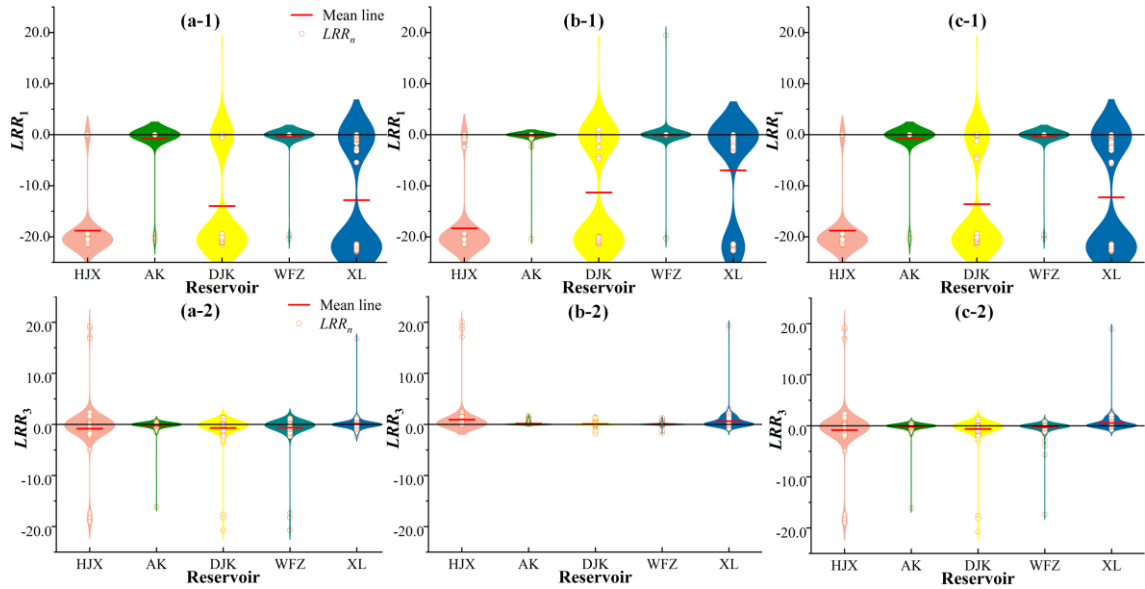 (a-1)
Mean line
LRRn
20.0
10.0
0.0
-10.0
-20.0
LRR1
HJX AK DJK WFZ XL
Reservoir
(b-1)
20.0
10.0
0.0
-10.0
-20.0
LRR1
HJX AK DJK WFZ XL
Reservoir
(c-1)
20.0
10.0
0.0
-10.0
-20.0
LRR1
HJX AK DJK WFZ XL
Reservoir
(a-2)
Mean line
LRRn
20.0
10.0
0.0
-10.0
-20.0
LRR3
HJX AK DJK WFZ XL
Reservoir
(b-2)
20.0
10.0
0.0
-10.0
-20.0
LRR3
HJX AK DJK WFZ XL
Reservoir
(c-2)
20.0
10.0
0.0
-10.0
-20.0
LRR3
HJX AK DJK WFZ XL
Reservoir